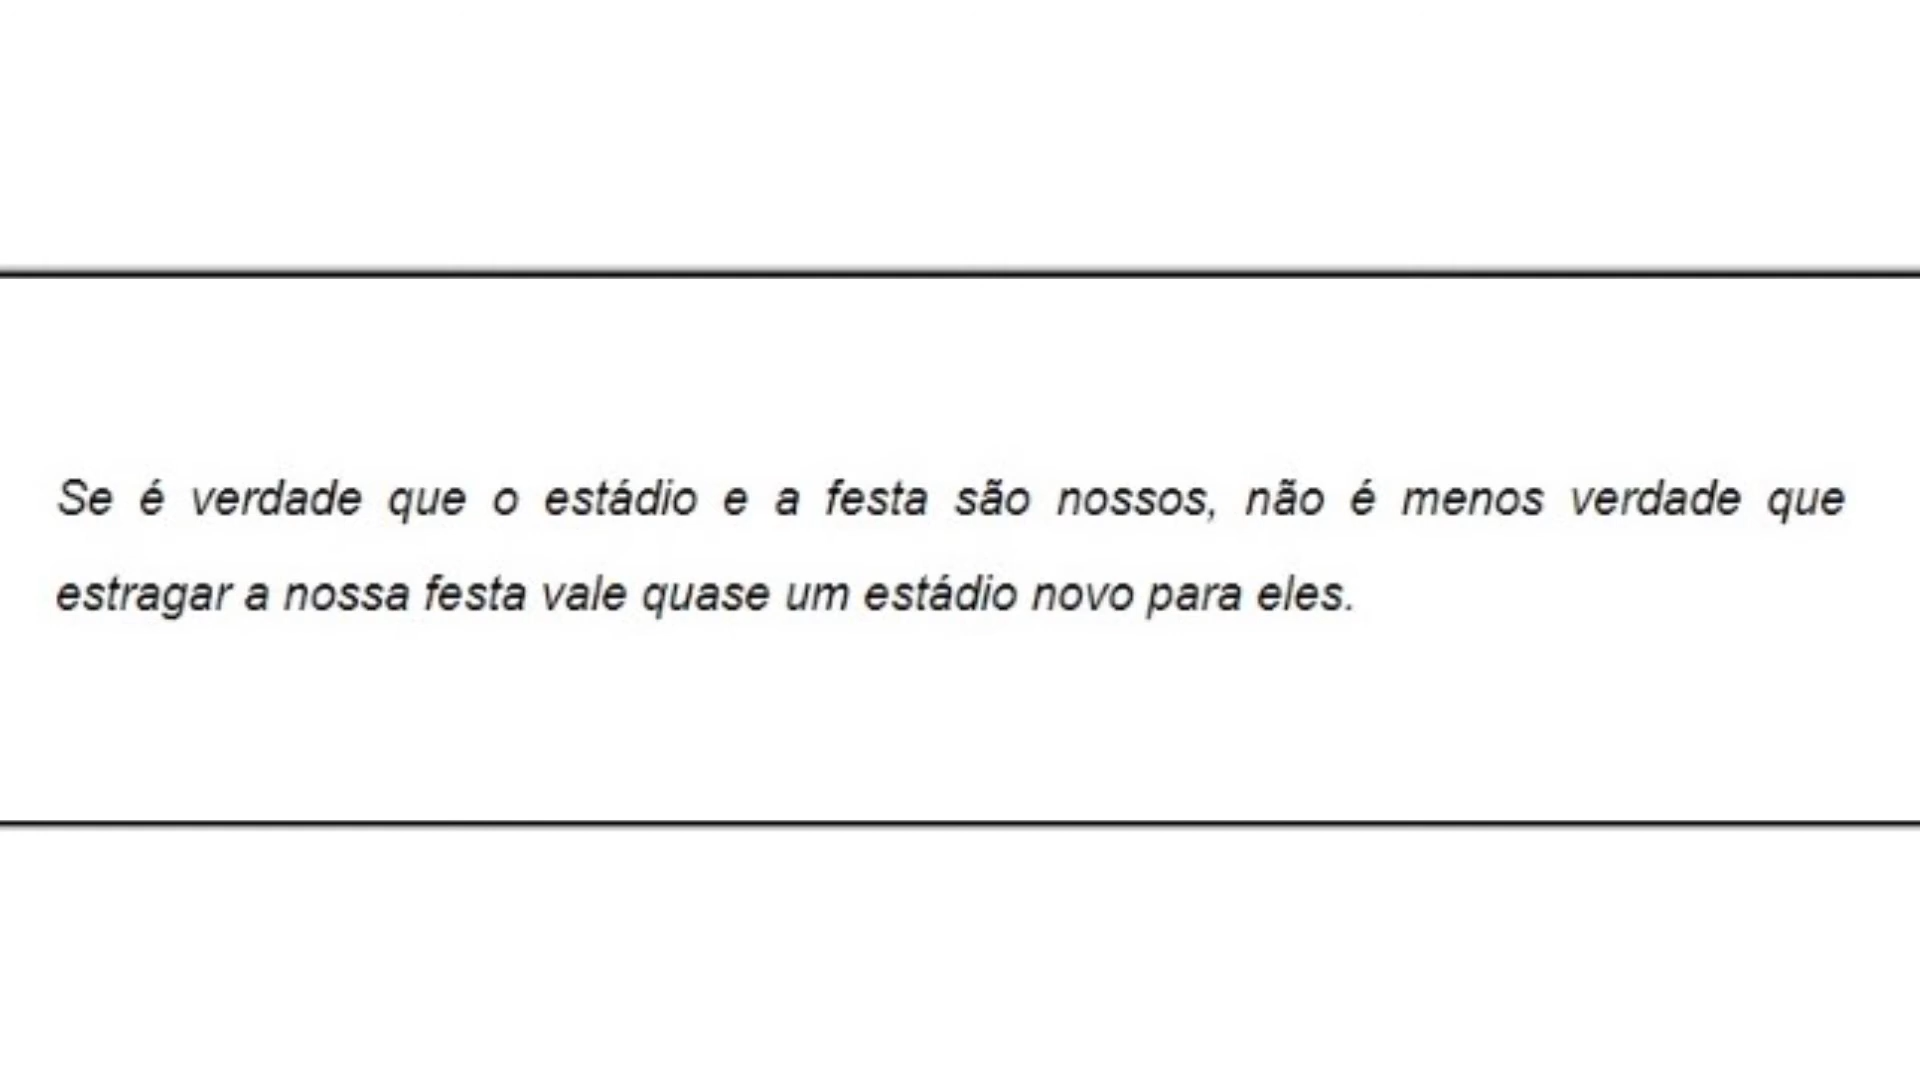 Se é verdade que o estádio e a festa são nossos, não é menos verdade que
estragar a nossa festa vale quase um estádio novo para eles.